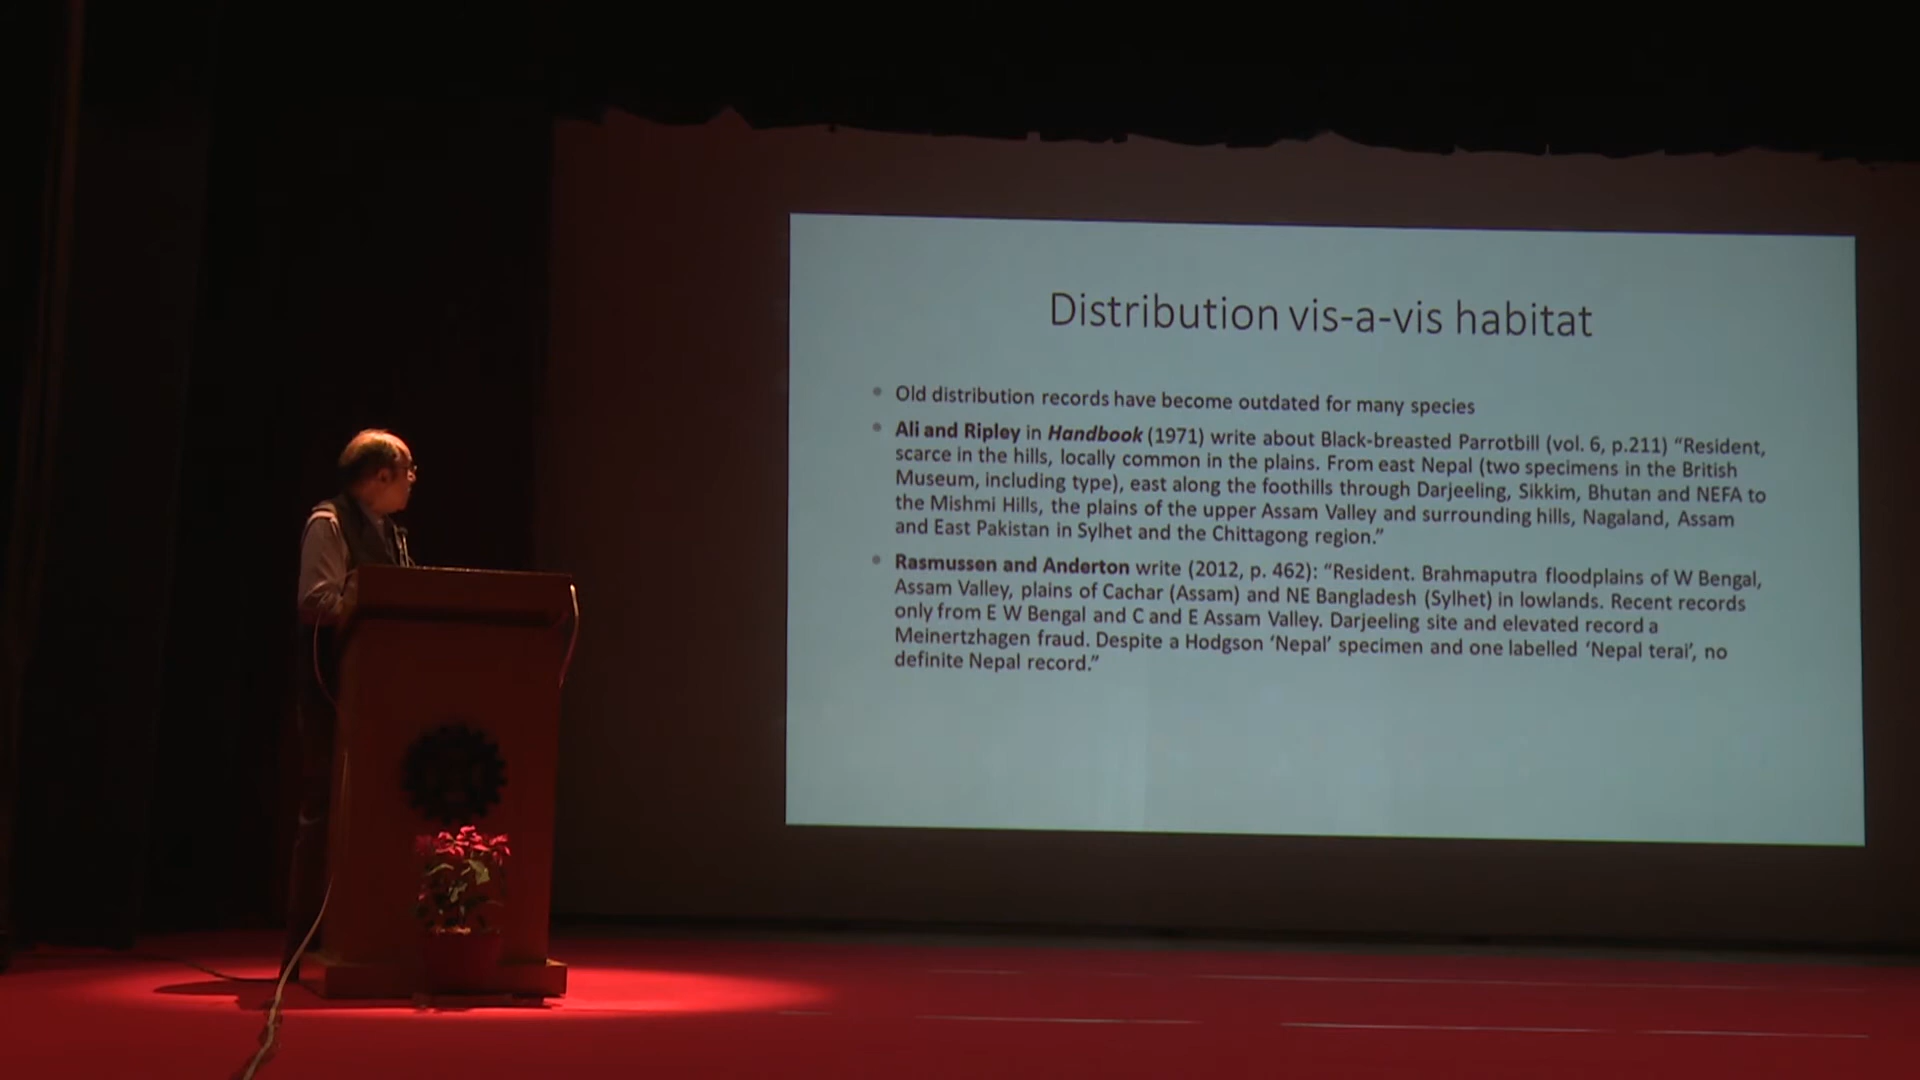 Distribution vis-a-vis habitat
Old distribution records have become outdated for many species
Ali and Ripley in Handbook (1971) write about Black-breasted Parrotbill (vol. 6, p.211) “Resident,
scarce in the hills, locally common in the plains. From east Nepal (two specimens in the British
Museum, including type), east along the foothills through Darjeeling, Sikkim, Bhutan and NEFA to
the Mishmi Hills, the plains of the upper Assam Valley and surrounding hills, Nagaland, Assam
and East Pakistan in Sylhet and the Chittagong region.”
Rasmussen and Anderton write (2012, p. 462): “Resident. Brahmaputra floodplains of W Bengal,
Assam Valley, plains of Cachar (Assam) and NE Bangladesh (Sylhet) in lowlands. Recent records
only from E W Bengal and C and E Assam Valley. Darjeeling site and elevated record a
Meinertzhagen fraud. Despite a Hodgson ‘Nepal’ specimen and one labelled ‘Nepal terai’, no
definite Nepal record.”